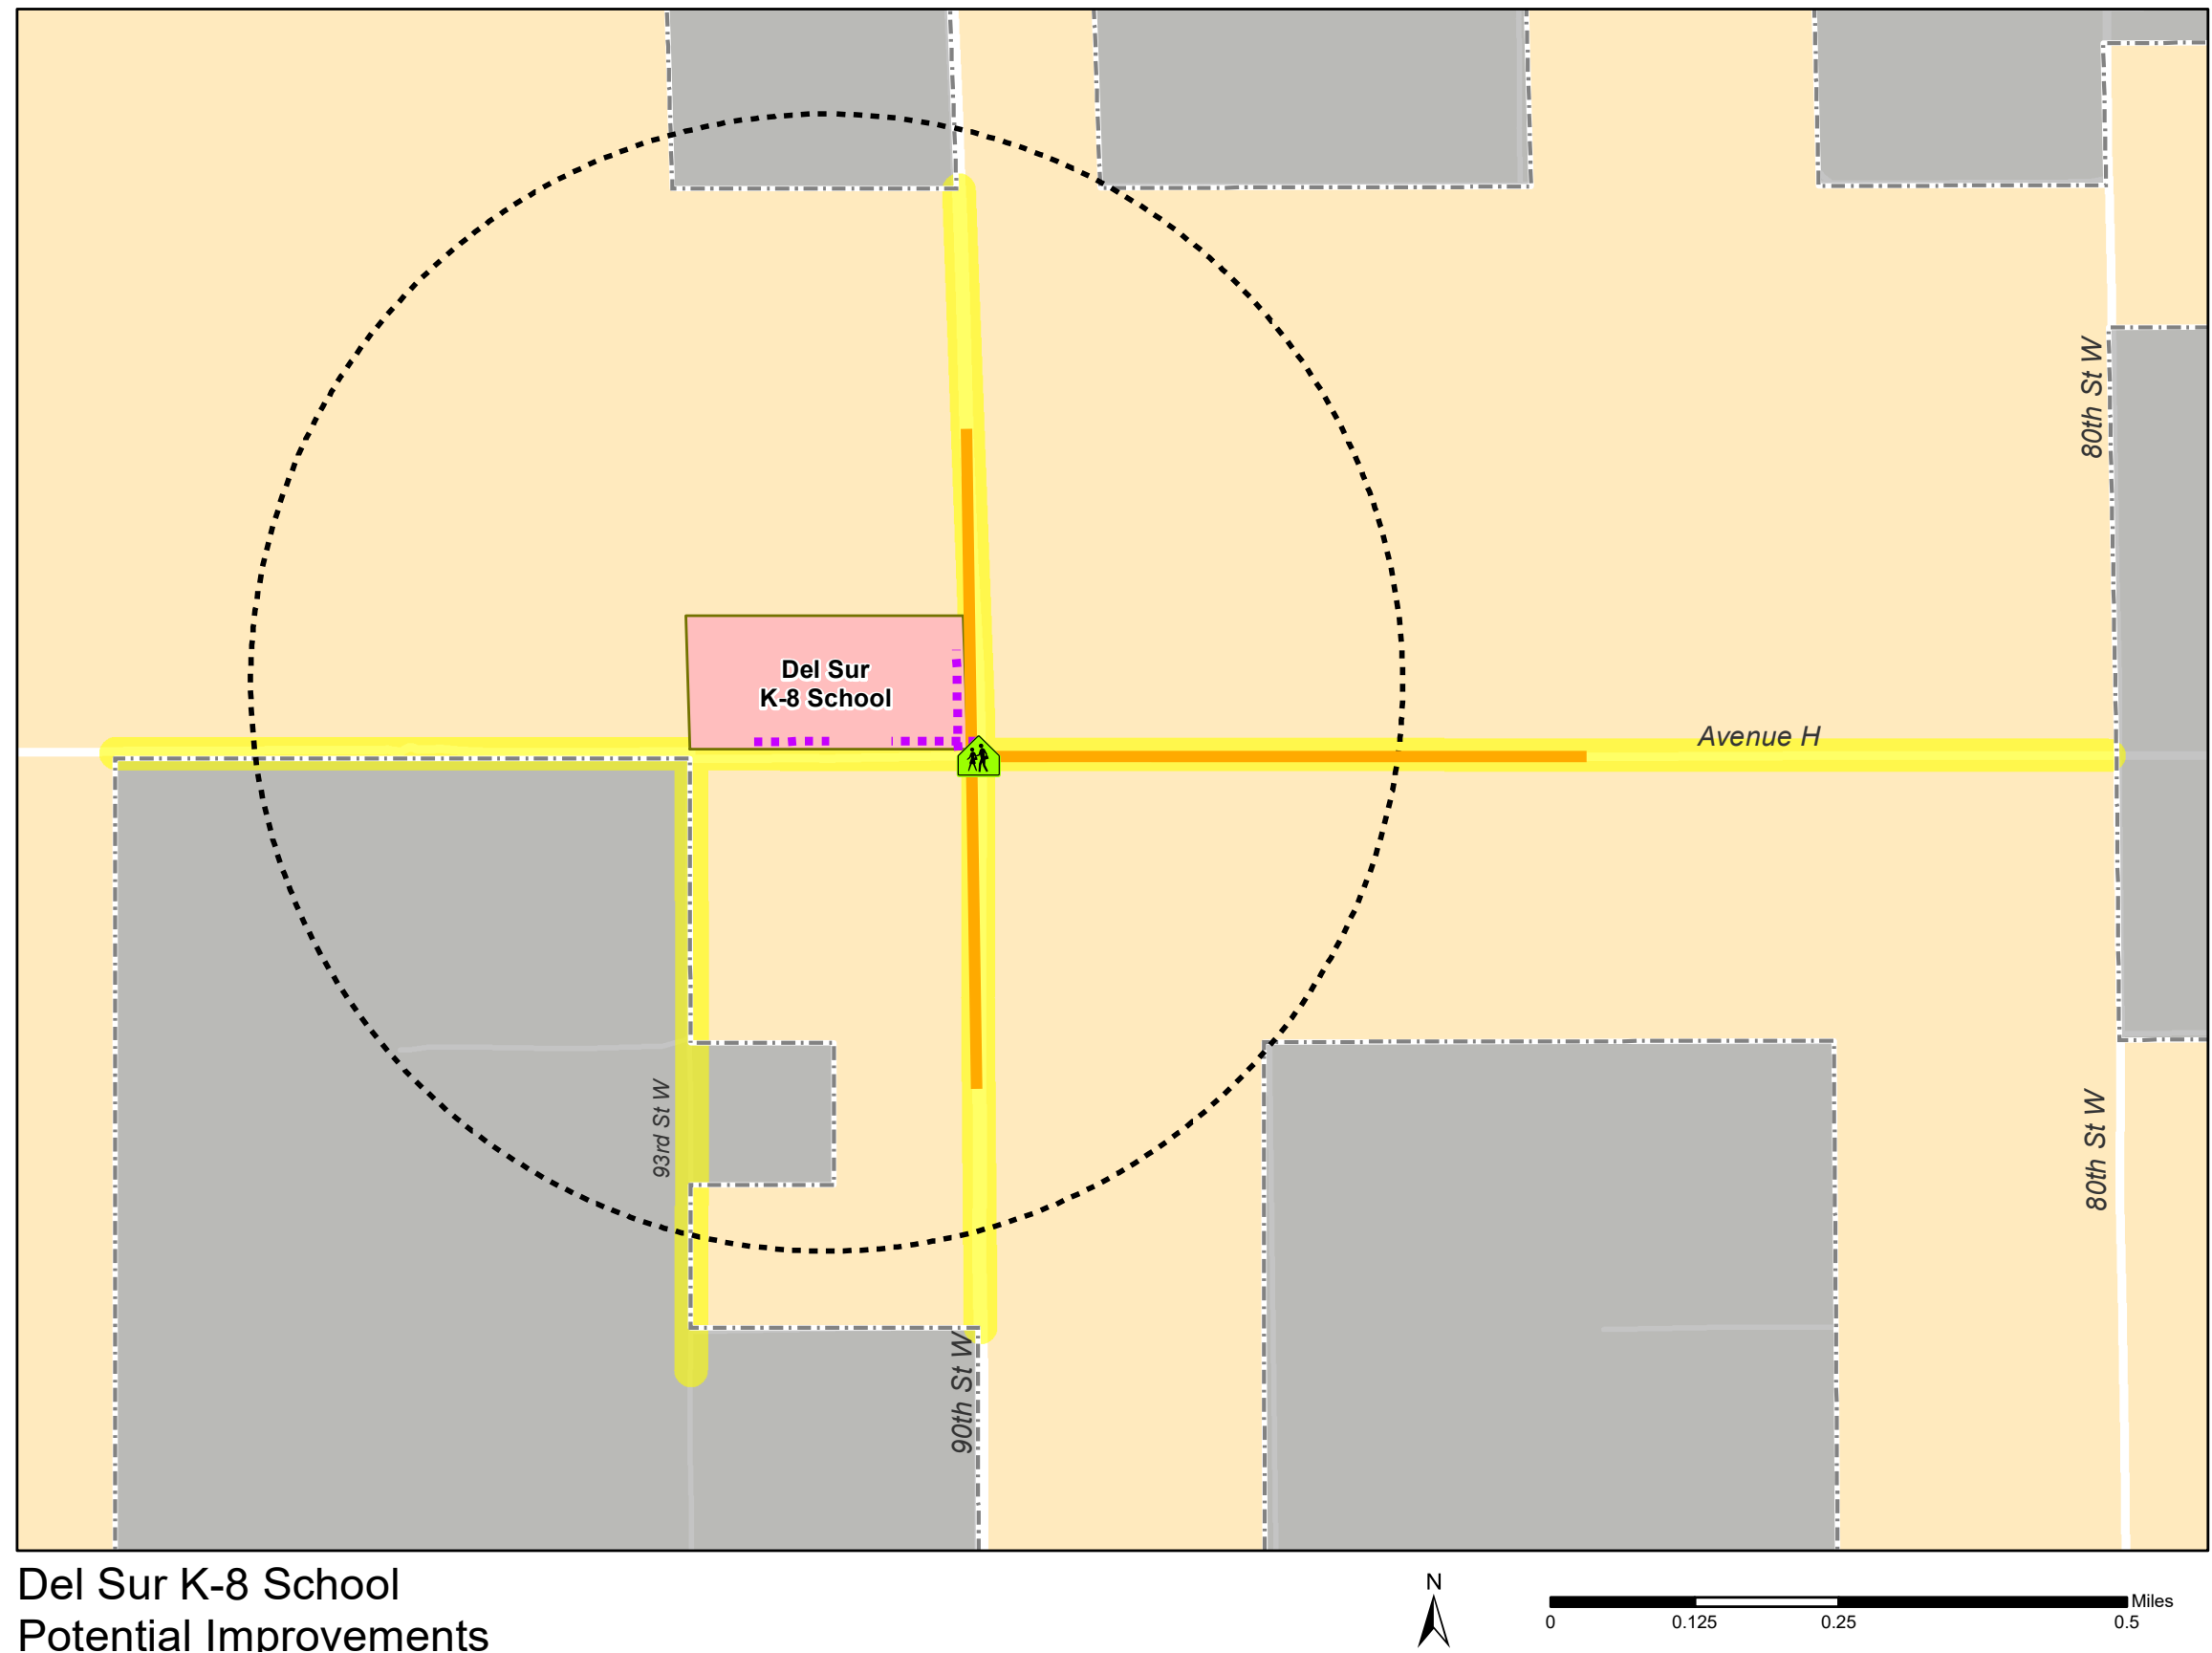 80th St W
Del Sur
K-8 School
Avenue H
93rd St W
80th St W
90th St W
Del Sur K-8 School
Potential Improvements
N
Miles
0
0.125
0.25
0.5